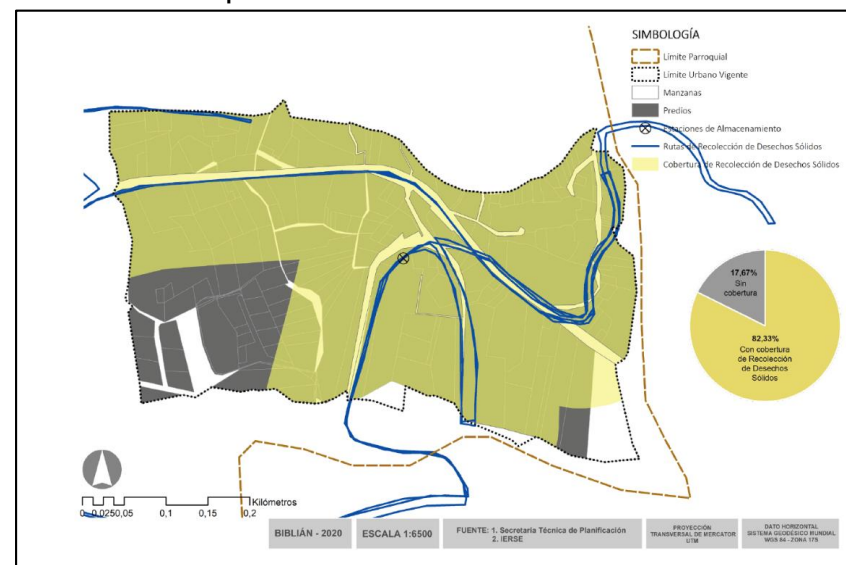 SIMBOLOGÍA
Límite Parroquial
Límite Urbano Vigente
Manzanas
Predios
Estaciones de Almacenamiento
Rutas de Recolección de Desechos Sólidos
Cobertura de Recolección de Desechos Sólidos
17,67%
Sin
cobertura
82,33%
Con cobertura
de Recolección
de Desechos
Sólidos
Kilómetros
0 0,0250,05 0,1 0,15 0,2
BIBLIÁN - 2020
ESCALA 1:6500
FUENTE: 1. Secretaría Técnica de Planificación
2. IERSE
PROYECCIÓN
TRANSVERSAL DE MERCATOR
UTM
DATO HORIZONTAL
SISTEMA GEODÉSICO MUNDIAL
WGS 84 - ZONA 17S